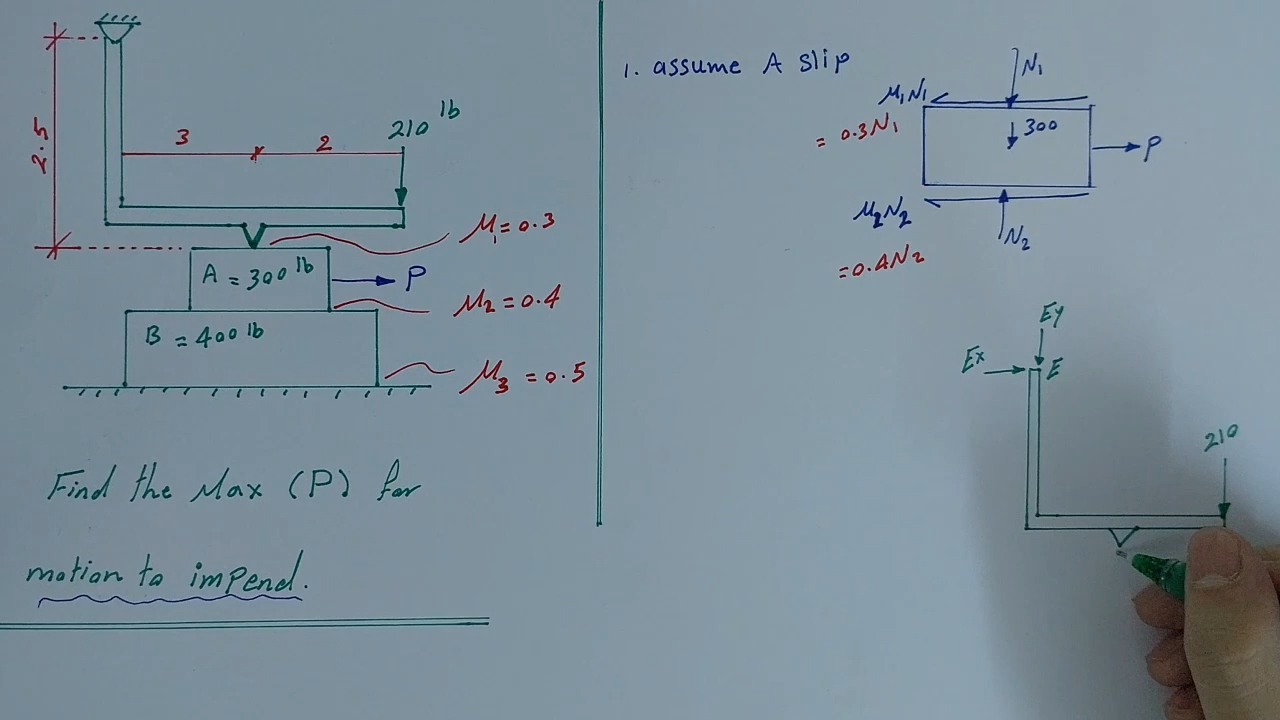 2.5
3
2
210 lb
μ₁=0.3
A = 300 lb
P
μ₂=0.4
B = 400 lb
μ₃=0.5
Find the Max (P) for
motion to impend.
1. assume A slip
N₁
μ₁N₁
= 0.3N₁
300
P
μ₂N₂
=0.4N₂
N₂
Ey
Ex
E
210